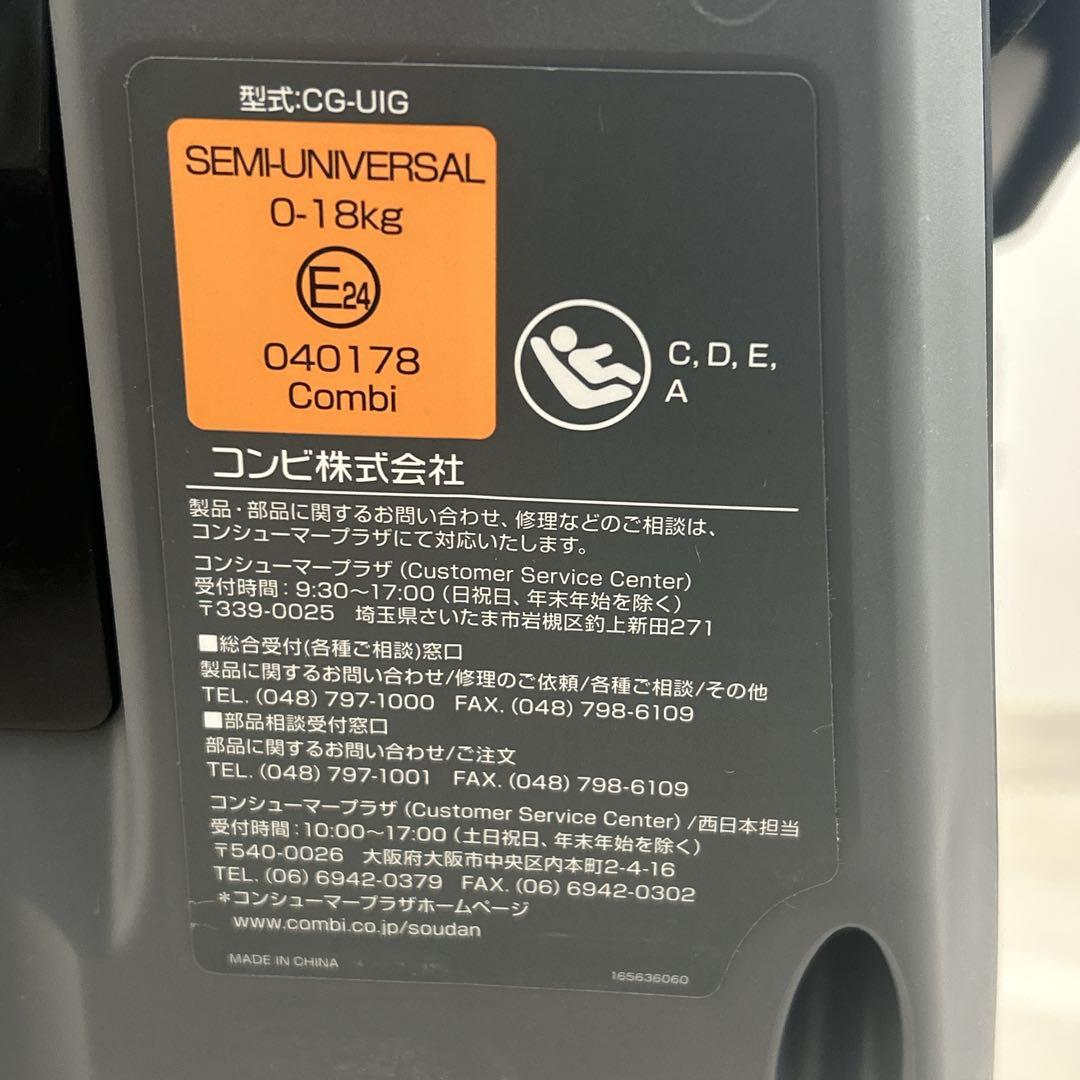 型式:CG-UIG
SEMI-UNIVERSAL
0-18kg
E24
040178
Combi
C, D, E,
A
コンビ株式会社
製品・部品に関するお問い合わせ、修理などのご相談は、
コンシューマープラザにて対応いたします。
コンシューマープラザ (Customer Service Center)
受付時間：9:30～17:00 (日祝日、年末年始を除く)
〒339-0025 埼玉県さいたま市岩槻区釣上新田271
■総合受付(各種ご相談)窓口
製品に関するお問い合わせ/修理のご依頼/各種ご相談/その他
TEL. (048) 797-1000 FAX. (048) 798-6109
■部品相談受付窓口
部品に関するお問い合わせ/ご注文
TEL. (048) 797-1001 FAX. (048) 798-6109
コンシューマープラザ (Customer Service Center) /西日本担当
受付時間：10:00～17:00 (土日祝日、年末年始を除く)
〒540-0026 大阪府大阪市中央区内本町2-4-16
TEL. (06) 6942-0379 FAX. (06) 6942-0302
＊コンシューマープラザホームページ
www.combi.co.jp/soudan
MADE IN CHINA
165636060